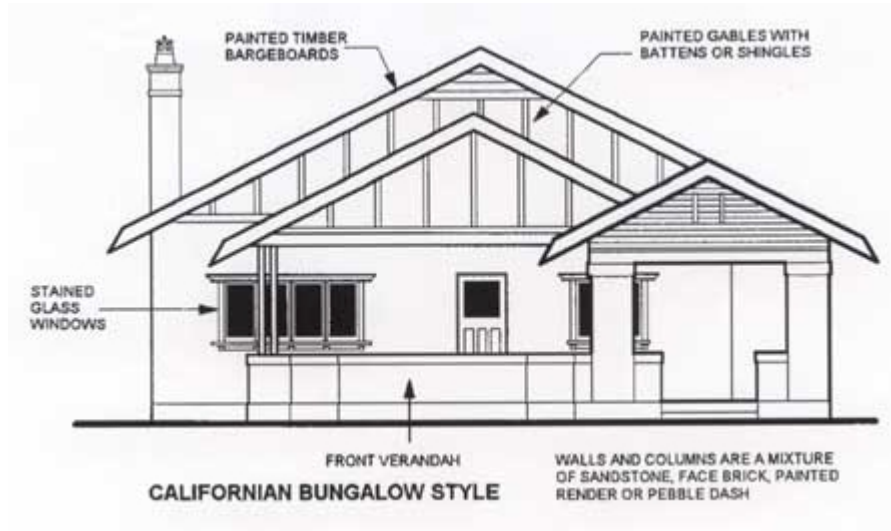 PAINTED TIMBER
BARGEBOARDS
PAINTED GABLES WITH
BATTENS OR SHINGLES
STAINED
GLASS
WINDOWS
FRONT VERANDAH
WALLS AND COLUMNS ARE A MIXTURE
OF SANDSTONE, FACE BRICK, PAINTED
RENDER OR PEBBLE DASH
CALIFORNIAN BUNGALOW STYLE